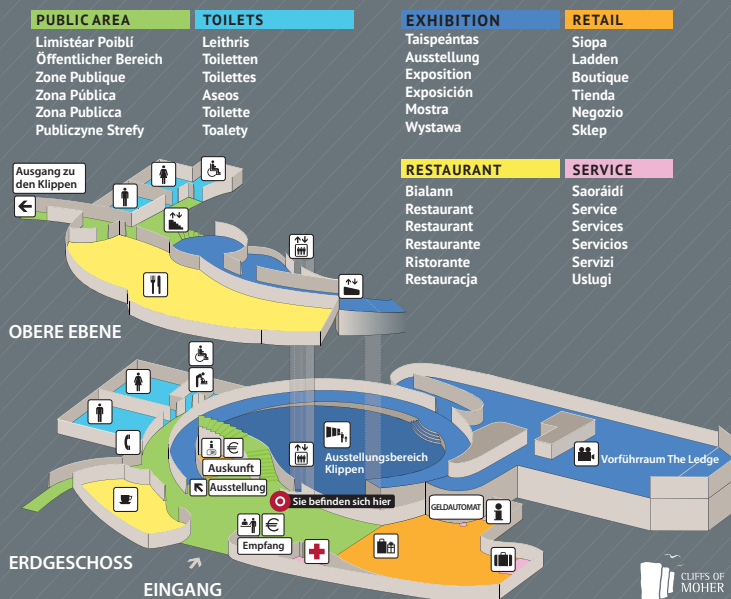 PUBLIC AREA
Limistéar Poiblí
Öffentlicher Bereich
Zone Publique
Zona Pública
Zona Publicca
Publiczyne Strefy
TOILETS
Leithris
Toiletten
Toilettes
Aseos
Toilette
Toalety
EXHIBITION
Taispeántas
Ausstellung
Exposition
Exposición
Mostra
Wystawa
RETAIL
Siopa
Ladden
Boutique
Tienda
Negozio
Sklep
RESTAURANT
Bialann
Restaurant
Restaurant
Restaurante
Ristorante
Restauracja
SERVICE
Saoráidí
Service
Services
Servicios
Servizi
Uslugi
Ausgang zu
den Klippen
OBERE EBENE
Auskunft
Ausstellung
Ausstellungsbereich
Klippen
Vorführraum The Ledge
Sie befinden sich hier
GELDAUTOMAT
Empfang
ERDGESCHOSS
EINGANG
CLIFFS OF
MOHER